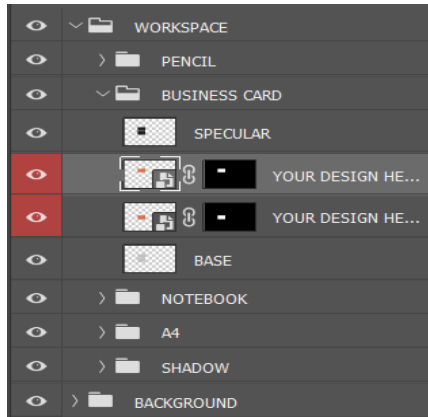 WORKSPACE
PENCIL
BUSINESS CARD
SPECULAR
YOUR DESIGN HE...
YOUR DESIGN HE...
BASE
NOTEBOOK
A4
SHADOW
BACKGROUND